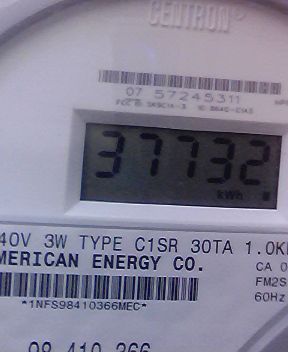 CENTRON
07 57245311
37732
kWh
40V 3W TYPE C1SR 30TA 1.0K
MERICAN ENERGY CO.
CA 0
FM2S
60Hz
*1NFS98410366MEC*
98 410 366